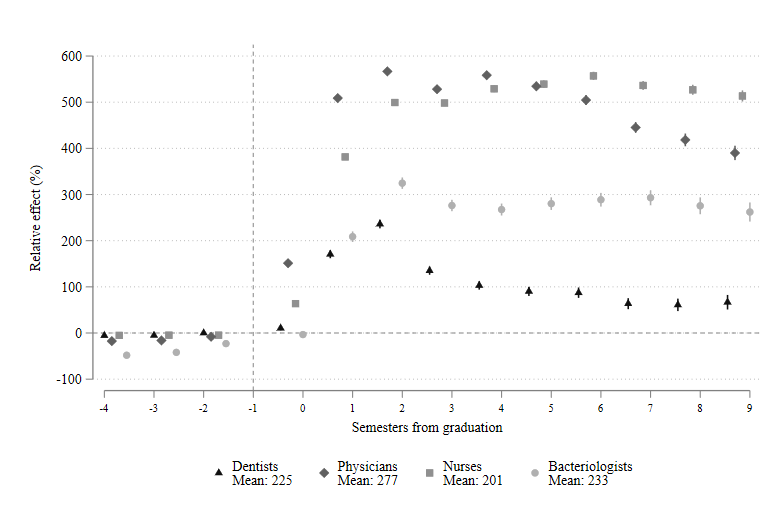 600
500
400
300
200
100
0
-100
Relative effect (%)
-4 -3 -2 -1 0 1 2 3 4 5 6 7 8 9
Semesters from graduation
Dentists Physicians Nurses Bacteriologists
Mean: 225 Mean: 277 Mean: 201 Mean: 233